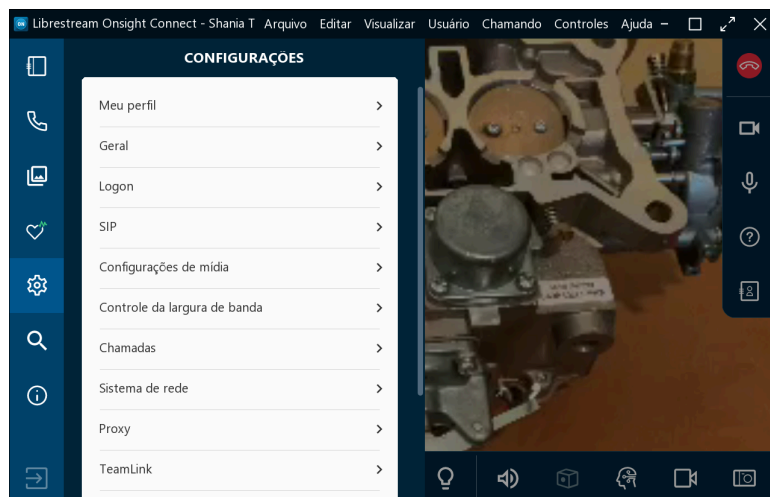 Librestream Onsight Connect - Shania T Arquivo Editar Visualizar Usuário Chamando Controles Ajuda
CONFIGURAÇÕES
Meu perfil
Geral
Logon
SIP
Configurações de mídia
Controle da largura de banda
Chamadas
Sistema de rede
Proxy
TeamLink